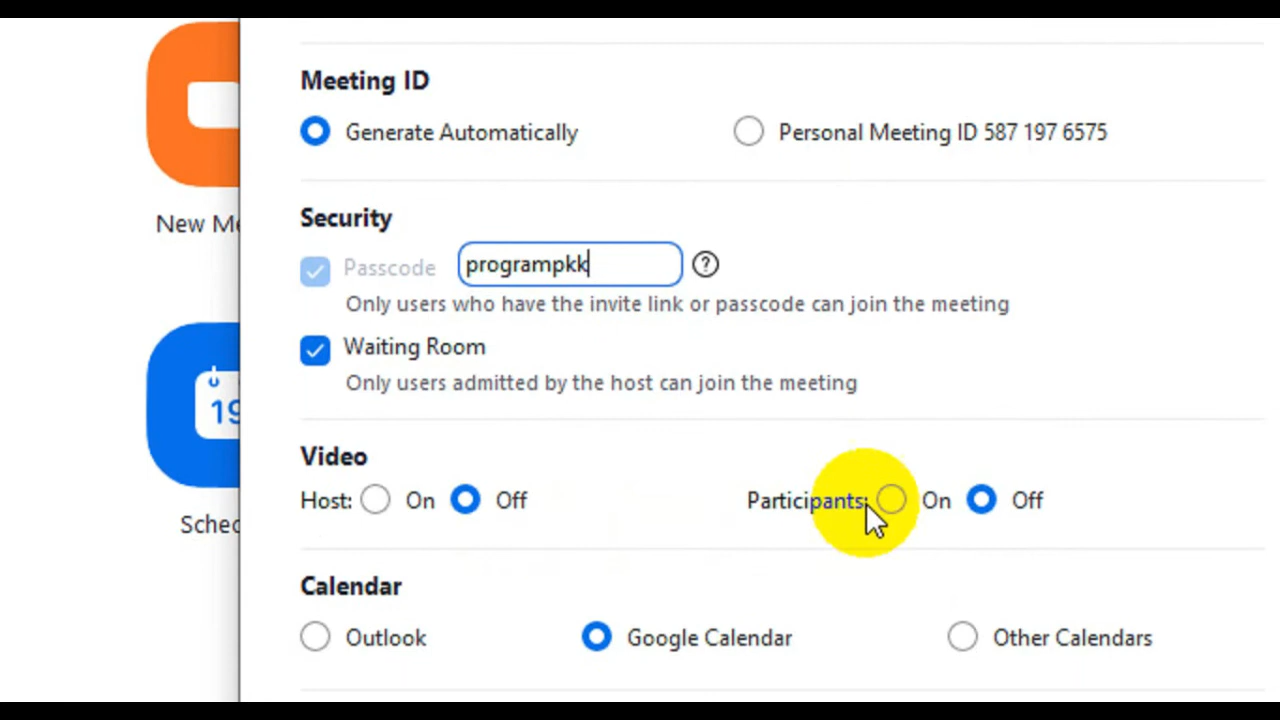 Meeting ID
Generate Automatically
Personal Meeting ID 587 197 6575
New Me
Security
Passcode
programpkk
?
Only users who have the invite link or passcode can join the meeting
Waiting Room
Only users admitted by the host can join the meeting
19
Video
Host: On Off
Participants: On Off
Sched
Calendar
Outlook
Google Calendar
Other Calendars